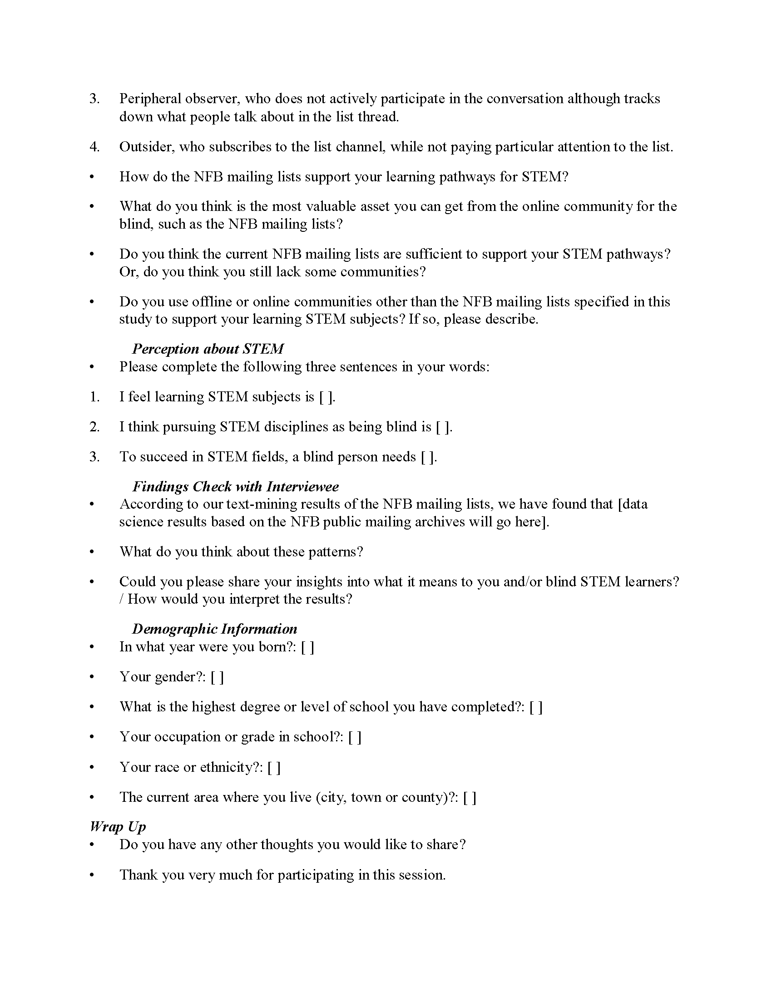 3. Peripheral observer, who does not actively participate in the conversation although tracks
down what people talk about in the list thread.
4. Outsider, who subscribes to the list channel, while not paying particular attention to the list.
• How do the NFB mailing lists support your learning pathways for STEM?
• What do you think is the most valuable asset you can get from the online community for the
blind, such as the NFB mailing lists?
• Do you think the current NFB mailing lists are sufficient to support your STEM pathways?
Or, do you think you still lack some communities?
• Do you use offline or online communities other than the NFB mailing lists specified in this
study to support your learning STEM subjects? If so, please describe.
Perception about STEM
• Please complete the following three sentences in your words:
1. I feel learning STEM subjects is [ ].
2. I think pursuing STEM disciplines as being blind is [ ].
3. To succeed in STEM fields, a blind person needs [ ].
Findings Check with Interviewee
• According to our text-mining results of the NFB mailing lists, we have found that [data
science results based on the NFB public mailing archives will go here].
• What do you think about these patterns?
• Could you please share your insights into what it means to you and/or blind STEM learners?
/ How would you interpret the results?
Demographic Information
• In what year were you born?: [ ]
• Your gender?: [ ]
• What is the highest degree or level of school you have completed?: [ ]
• Your occupation or grade in school?: [ ]
• Your race or ethnicity?: [ ]
• The current area where you live (city, town or county)?: [ ]
Wrap Up
• Do you have any other thoughts you would like to share?
• Thank you very much for participating in this session.